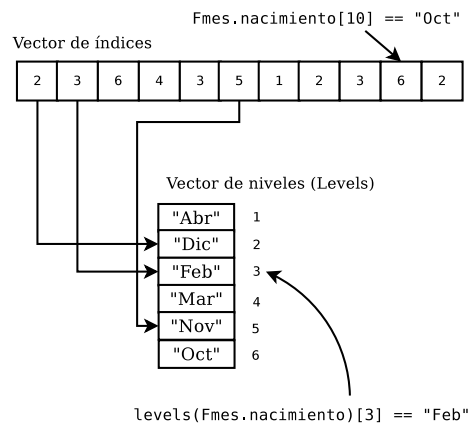 Fmes.nacimiento[10] == "Oct"
Vector de índices
2 3 6 4 3 5 1 2 3 6 2
Vector de niveles (Levels)
"Abr" 1
"Dic" 2
"Feb" 3
"Mar" 4
"Nov" 5
"Oct" 6
levels(Fmes.nacimiento)[3] == "Feb"